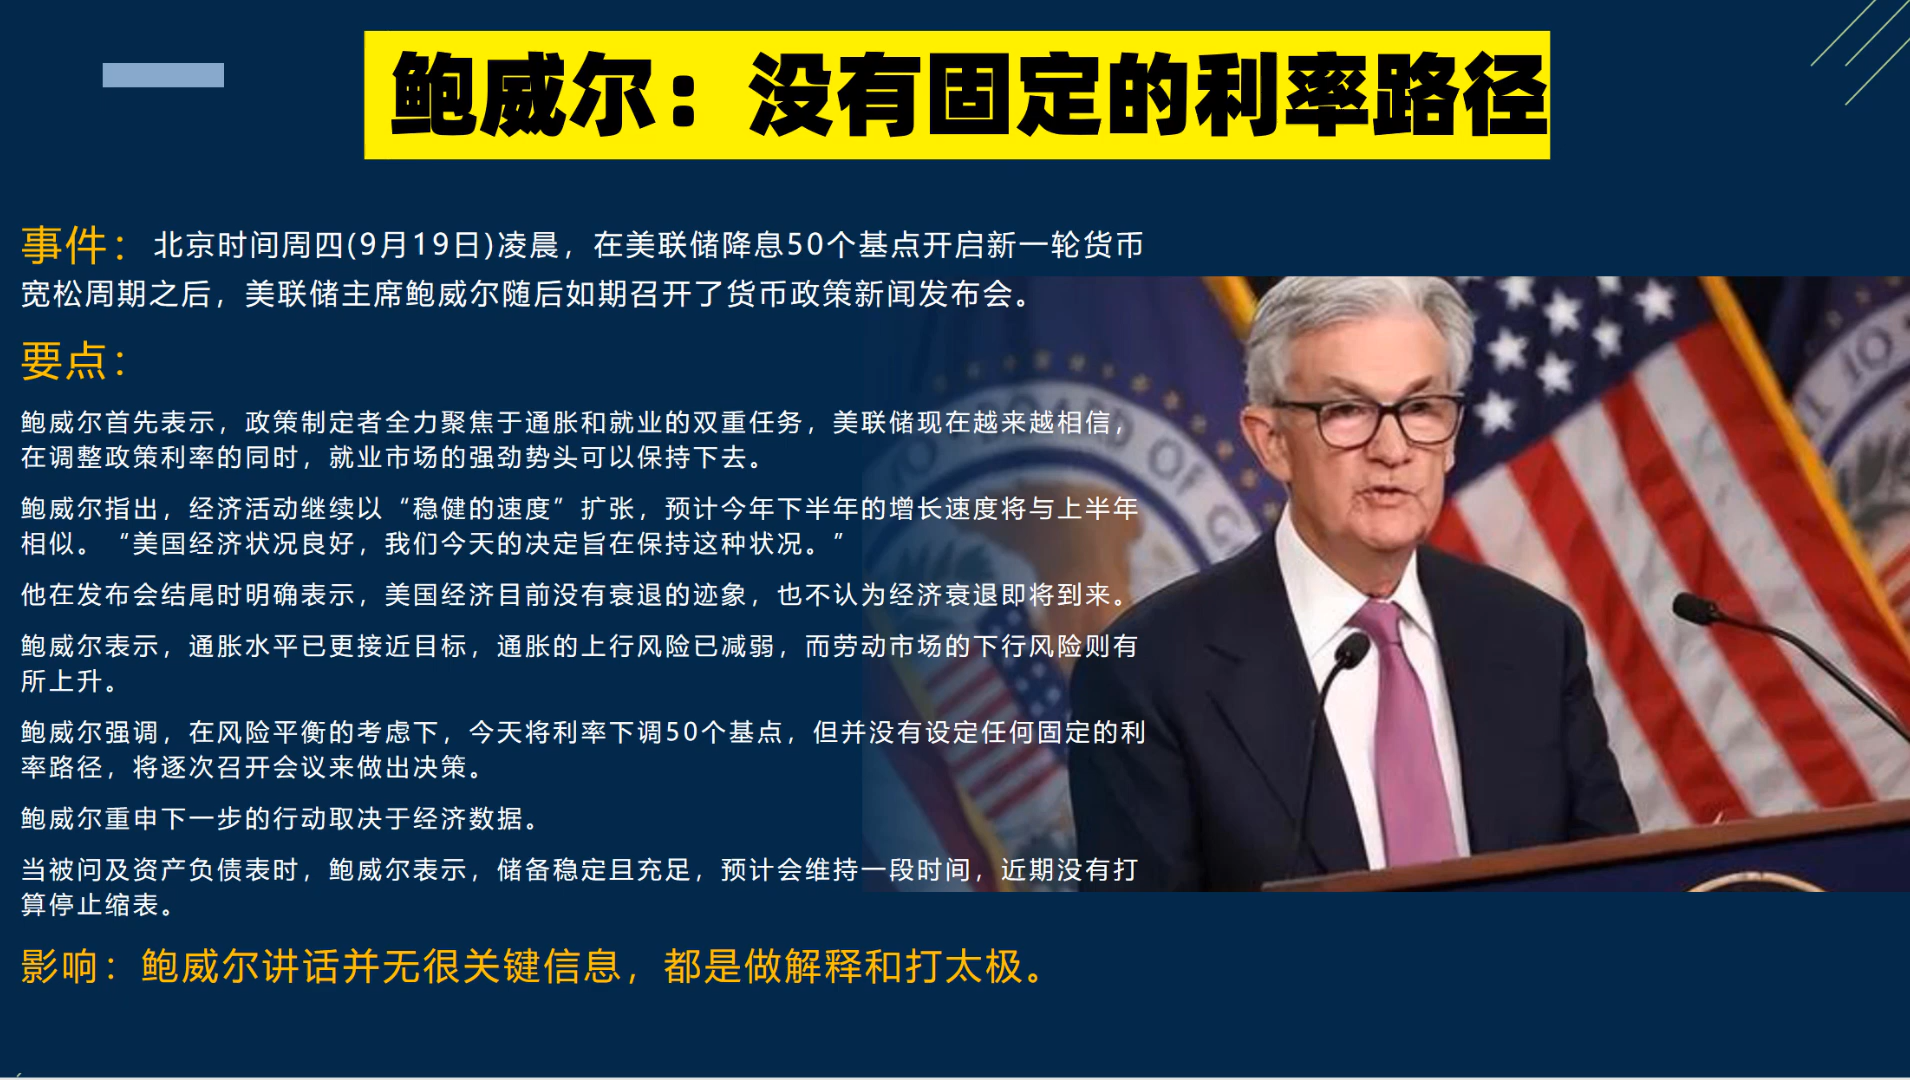 鲍威尔：没有固定的利率路径
事件：北京时间周四(9月19日)凌晨，在美联储降息50个基点开启新一轮货币
宽松周期之后，美联储主席鲍威尔随后如期召开了货币政策新闻发布会。
要点：
鲍威尔首先表示，政策制定者全力聚焦于通胀和就业的双重任务，美联储现在越来越相信，
在调整政策利率的同时，就业市场的强劲势头可以保持下去。
鲍威尔指出，经济活动继续以“稳健的速度”扩张，预计今年下半年的增长速度将与上半年
相似。“美国经济状况良好，我们今天的决定旨在保持这种状况。”
他在发布会结尾时明确表示，美国经济目前没有衰退的迹象，也不认为经济衰退即将到来。
鲍威尔表示，通胀水平已更接近目标，通胀的上行风险已减弱，而劳动市场的下行风险则有
所上升。
鲍威尔强调，在风险平衡的考虑下，今天将利率下调50个基点，但并没有设定任何固定的利
率路径，将逐次召开会议来做出决策。
鲍威尔重申下一步的行动取决于经济数据。
当被问及资产负债表时，鲍威尔表示，储备稳定且充足，预计会维持一段时间，近期没有打
算停止缩表。
影响：鲍威尔讲话并无很关键信息，都是做解释和打太极。